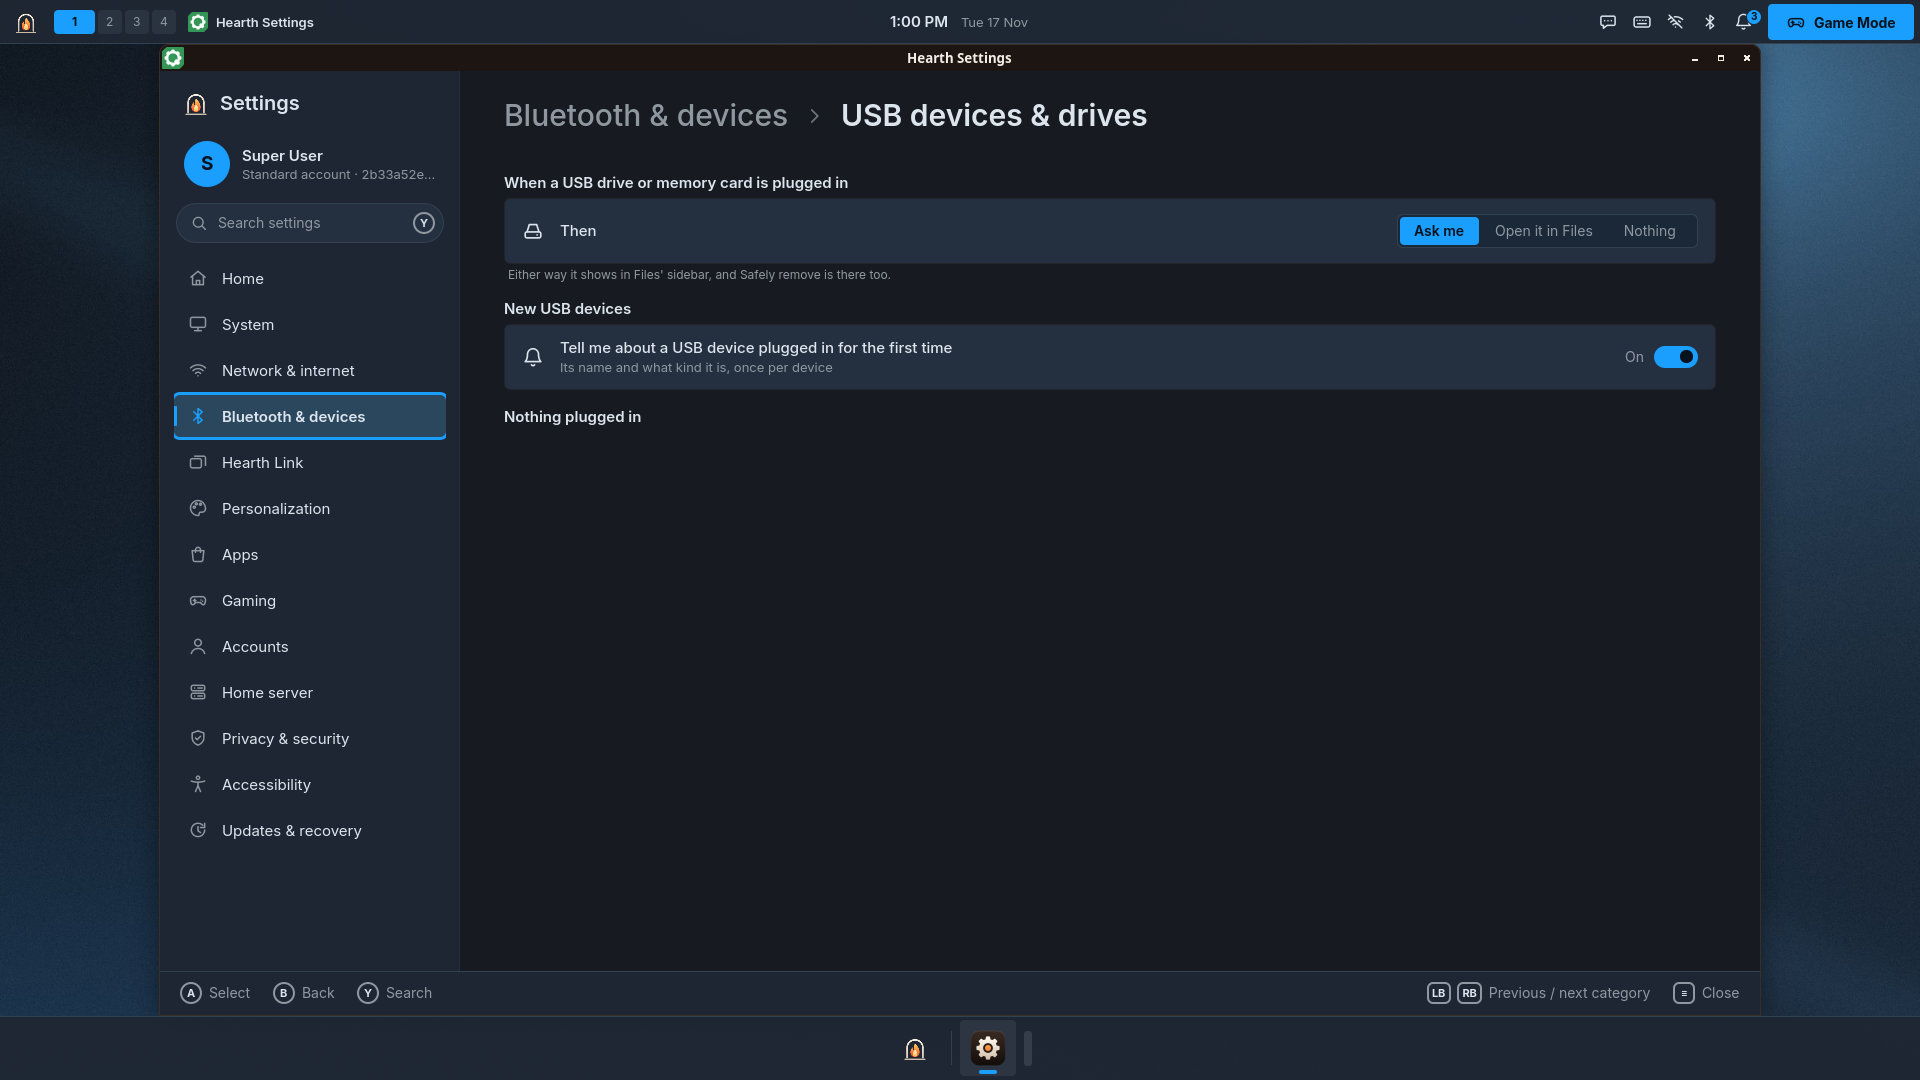 1 2 3 4 Hearth Settings
1:00 PM Tue 17 Nov
3
Game Mode
Hearth Settings
Settings
S
Super User
Standard account · 2b33a52e...
Search settings Y
Home
System
Network & internet
Bluetooth & devices
Hearth Link
Personalization
Apps
Gaming
Accounts
Home server
Privacy & security
Accessibility
Updates & recovery
Bluetooth & devices > USB devices & drives
When a USB drive or memory card is plugged in
Then
Ask me Open it in Files Nothing
Either way it shows in Files' sidebar, and Safely remove is there too.
New USB devices
Tell me about a USB device plugged in for the first time
Its name and what kind it is, once per device
On
Nothing plugged in
A Select B Back Y Search
LB RB Previous / next category ≡ Close